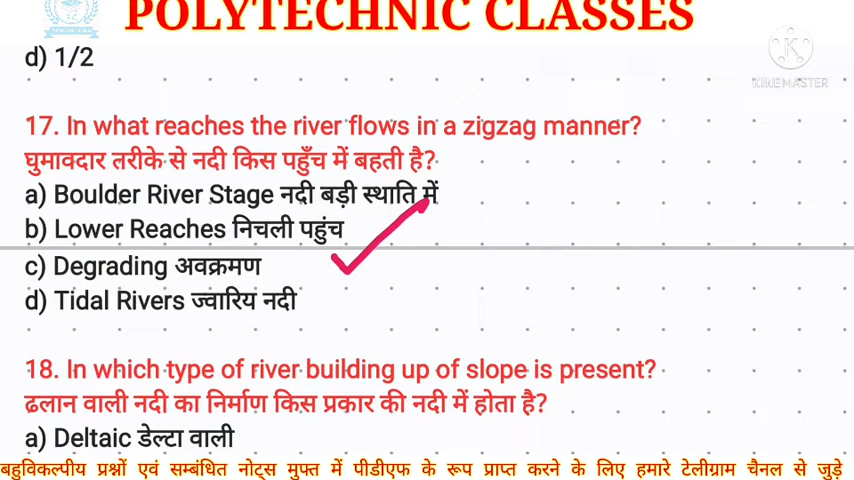 POLYTECHNIC CLASSES
KINEMASTER
d) 1/2
17. In what reaches the river flows in a zigzag manner?
घुमावदार तरीके से नदी किस पहुँच में बहती है?
a) Boulder River Stage नदी बड़ी स्थाति में
b) Lower Reaches निचली पहुंच
c) Degrading अवक्रमण
d) Tidal Rivers ज्वारिय नदी
18. In which type of river building up of slope is present?
ढलान वाली नदी का निर्माण किस प्रकार की नदी में होता है?
a) Deltaic डेल्टा वाली
बहुविकल्पीय प्रश्नों एवं सम्बंधित नोट्स मुफ्त में पीडीएफ के रूप प्राप्त करने के लिए हमारे टेलीग्राम चैनल से जुड़े